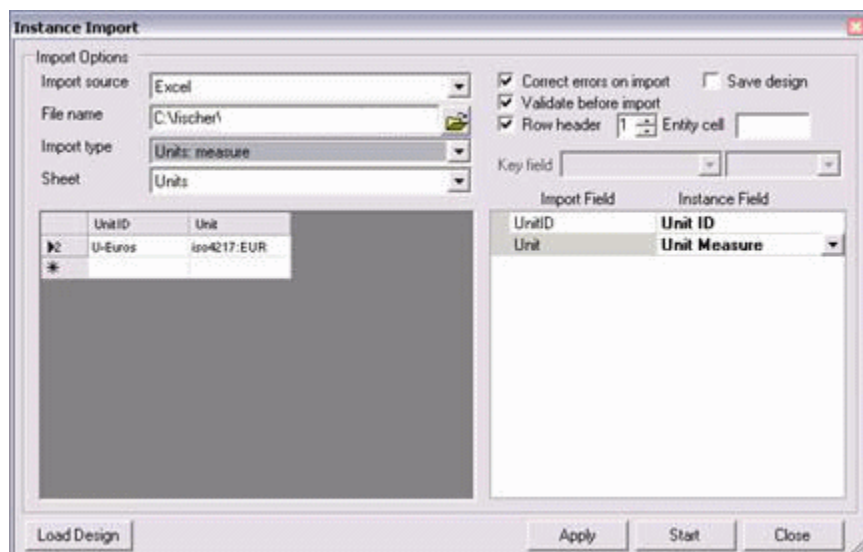 Instance Import
Import Options
Import source Excel
File name C:\fischer\
Import type Units: measure
Sheet Units
Correct errors on import Save design
Validate before import
Row header 1 Entity cell
Key field
Import Field Instance Field
UnitID Unit ID
Unit Unit Measure
UnitID Unit
2 U-Euros iso4217:EUR
Load Design Apply Start Close